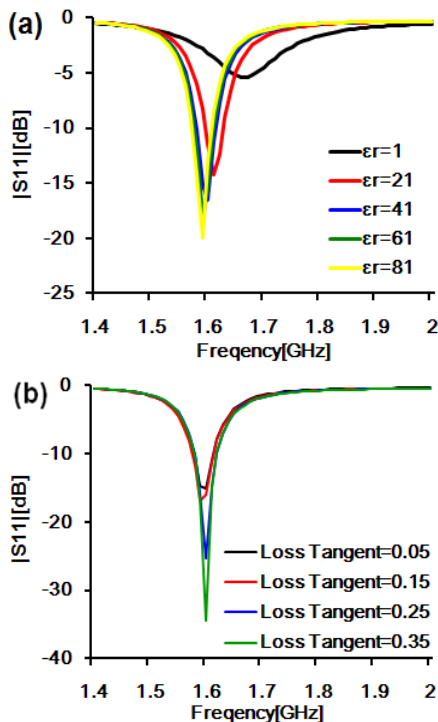 (a)
0
-5
-10
-15
-20
-25
|S11|[dB]
εr=1
εr=21
εr=41
εr=61
εr=81
1.4 1.5 1.6 1.7 1.8 1.9 2
Freqency[GHz]
(b)
0
-10
-20
-30
-40
|S11|[dB]
Loss Tangent=0.05
Loss Tangent=0.15
Loss Tangent=0.25
Loss Tangent=0.35
1.4 1.5 1.6 1.7 1.8 1.9 2
Freqency[GHz]